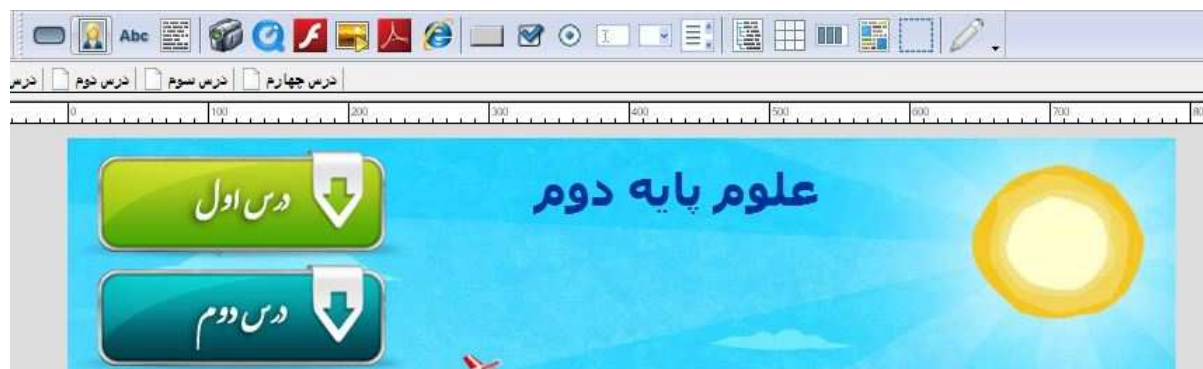 Abc
درس چهارم درس سوم درس دوم درس
0 100 200 300 400 500 600 700
علوم پایه دوم
درس اول
درس دوم